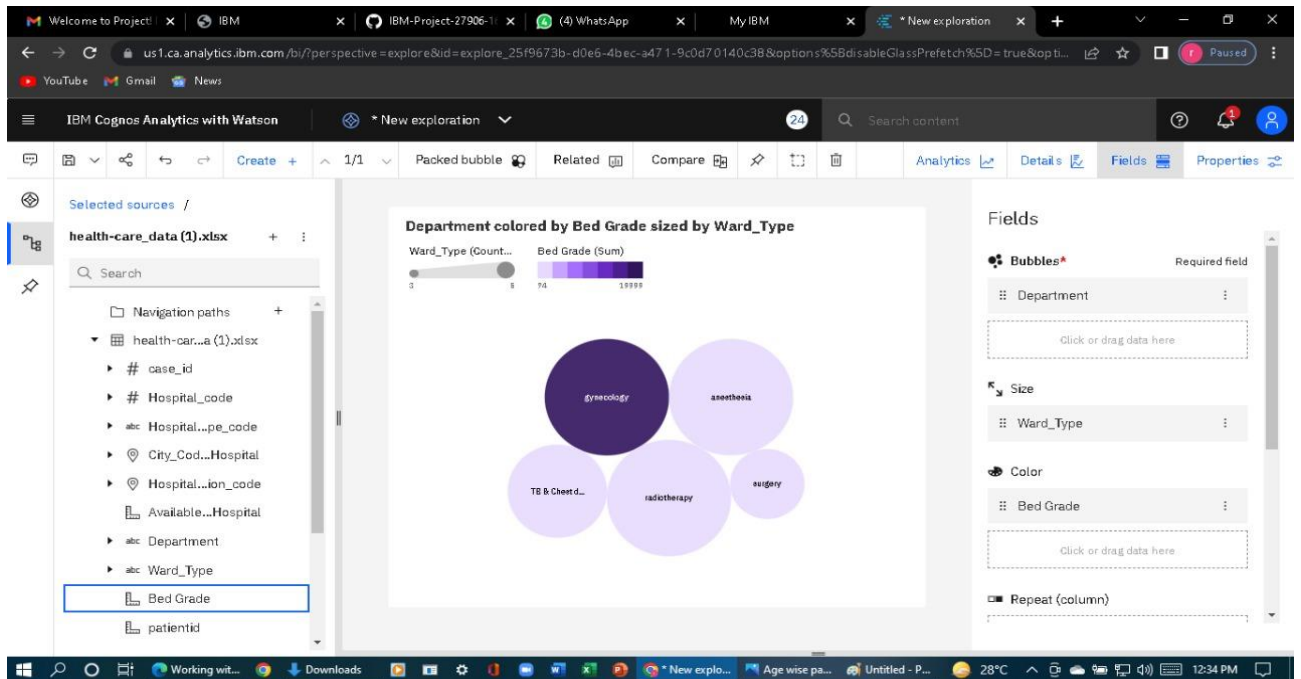 Welcome to Project!
IBM
IBM-Project-27906-1
(4) WhatsApp
My IBM
* New exploration
us1.ca.analytics.ibm.com/bi/?perspective=explore&id=explore_25f9673b-d0e6-4bec-a471-9c0d70140c38&options%5BdisableGlassPrefetch%5D=true&opti...
Paused
YouTube Gmail News
IBM Cognos Analytics with Watson
* New exploration
24
Search content
Create +
1/1
Packed bubble
Related
Compare
Analytics
Details
Fields
Properties
Selected sources /
health-care_data (1).xlsx
Search
Navigation paths
health-car...a (1).xlsx
# case_id
# Hospital_code
abc Hospital...pe_code
City_Cod...Hospital
Hospital...ion_code
Available...Hospital
abc Department
abc Ward_Type
Bed Grade
patientid
Department colored by Bed Grade sized by Ward_Type
Ward_Type (Count... Bed Grade (Sum)
74 19999
gynecology
anesthesia
TB & Chest d...
radiotherapy
surgery
Fields
Bubbles* Required field
Department
Click or drag data here
Size
Ward_Type
Color
Bed Grade
Click or drag data here
Repeat (column)
Working wit...
Downloads
* New explo...
Age wise pa...
Untitled - P...
28°C
12:34 PM